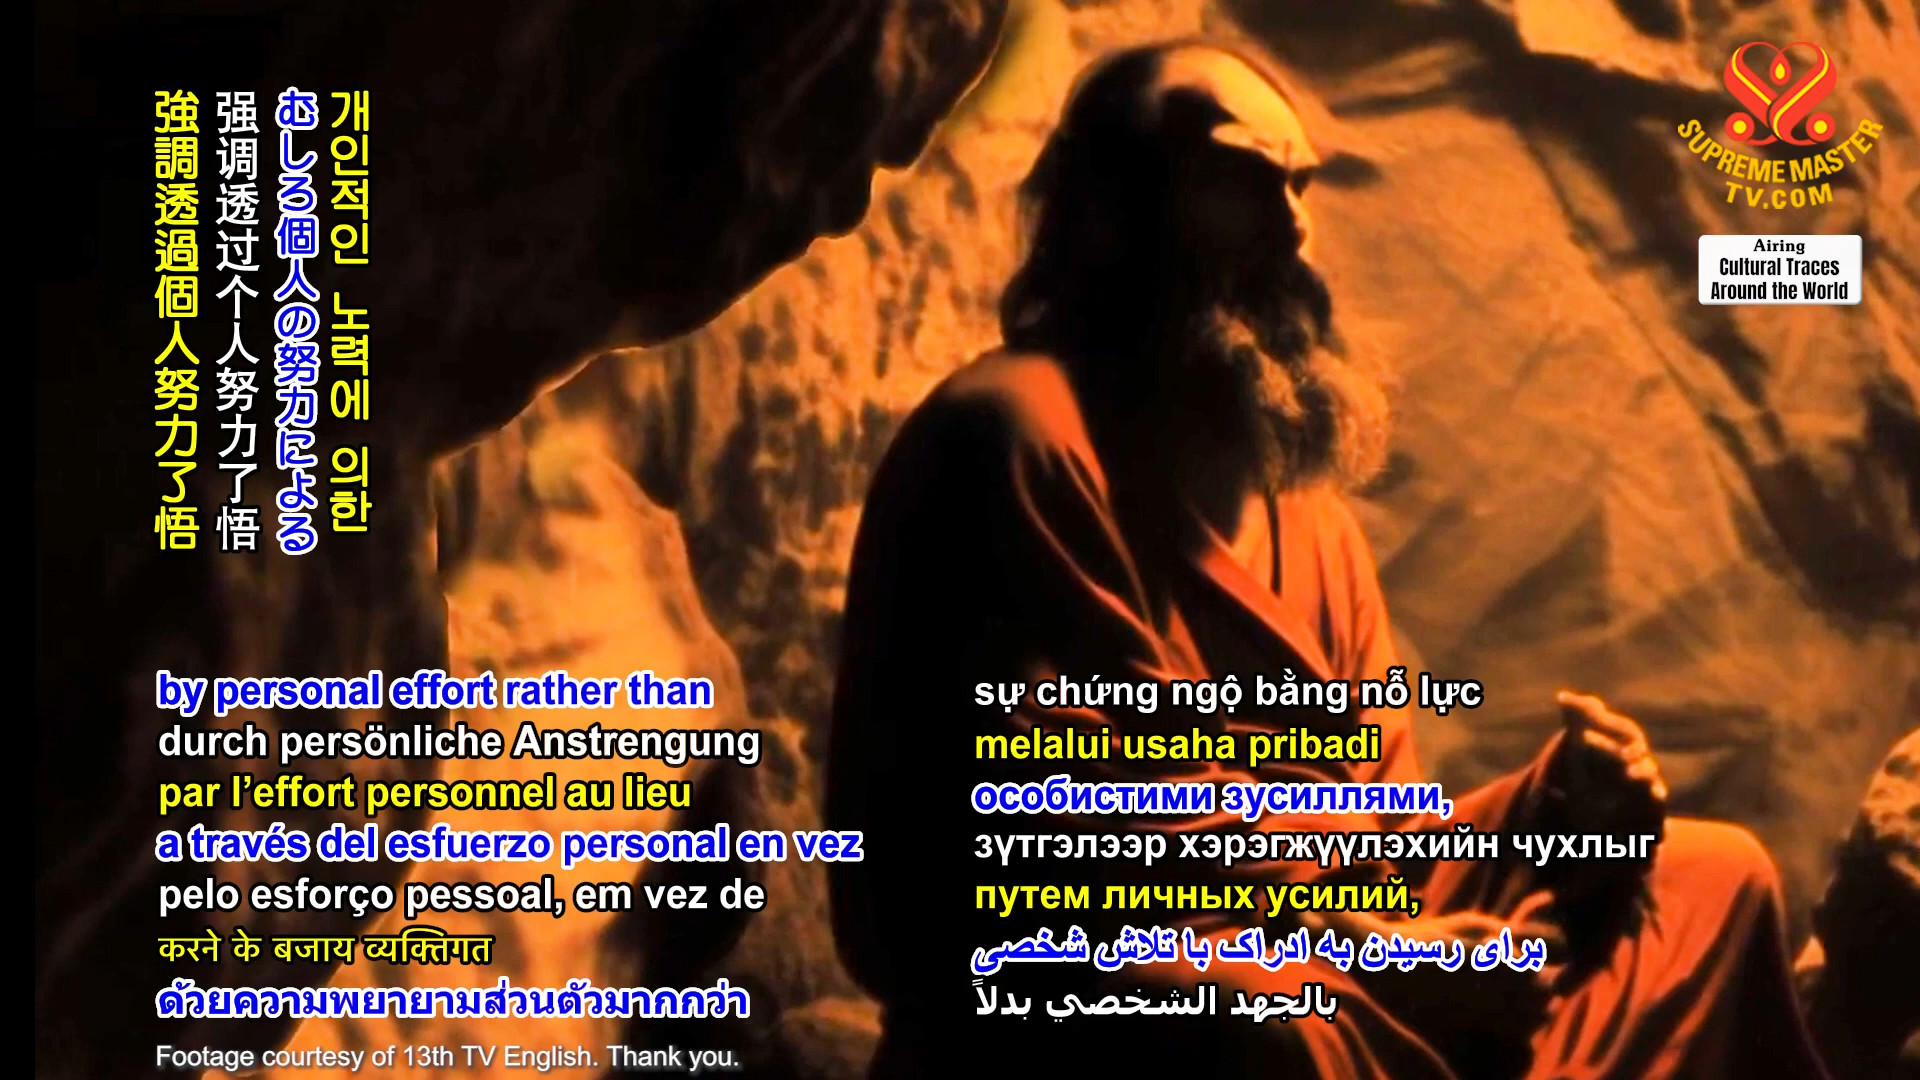 強調透過個人努力了悟
强调透过个人努力了悟
むしろ個人の努力による
개인적인 노력에 의한
SUPREME MASTER
TV.COM
Airing
Cultural Traces
Around the World
by personal effort rather than
durch persönliche Anstrengung
par l’effort personnel au lieu
a través del esfuerzo personal en vez
pelo esforço pessoal, em vez de
करने के बजाय व्यक्तिगत
ด้วยความพยายามส่วนตัวมากกว่า
sự chứng ngộ bằng nỗ lực
melalui usaha pribadi
особистими зусиллями,
зүтгэлээр хэрэгжүүлэхийн чухлыг
путем личных усилий,
برای رسیدن به ادراک با تلاش شخصی
بالجهد الشخصي بدلاً
Footage courtesy of 13th TV English. Thank you.